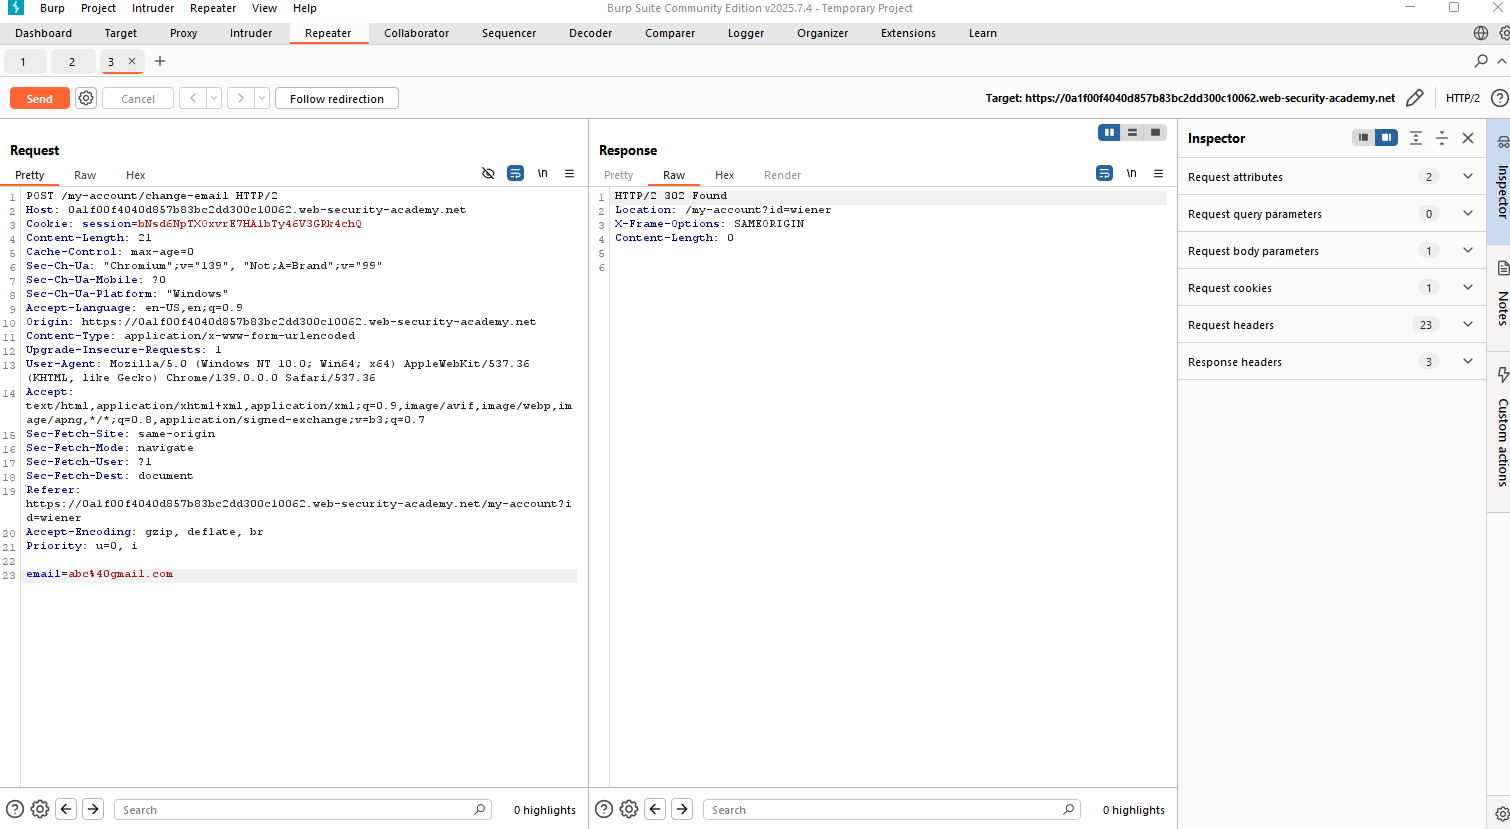 Burp Project Intruder Repeater View Help
Burp Suite Community Edition v2025.7.4 - Temporary Project
Dashboard Target Proxy Intruder Repeater Collaborator Sequencer Decoder Comparer Logger Organizer Extensions Learn
1 2 3 × +
Send Cancel < > Follow redirection
Target: https://0a1f00f4040d857b83bc2dd300c10062.web-security-academy.net HTTP/2 ?
Request
Pretty Raw Hex \n
1 POST /my-account/change-email HTTP/2
2 Host: 0a1f00f4040d857b83bc2dd300c10062.web-security-academy.net
3 Cookie: session=bNsd6NpTXOxvrE7HA1bTy46V3GRk4chQ
4 Content-Length: 21
5 Cache-Control: max-age=0
6 Sec-Ch-Ua: "Chromium";v="139", "Not;A=Brand";v="99"
7 Sec-Ch-Ua-Mobile: ?0
8 Sec-Ch-Ua-Platform: "Windows"
9 Accept-Language: en-US,en;q=0.9
10 Origin: https://0a1f00f4040d857b83bc2dd300c10062.web-security-academy.net
11 Content-Type: application/x-www-form-urlencoded
12 Upgrade-Insecure-Requests: 1
13 User-Agent: Mozilla/5.0 (Windows NT 10.0; Win64; x64) AppleWebKit/537.36
(KHTML, like Gecko) Chrome/139.0.0.0 Safari/537.36
14 Accept:
text/html,application/xhtml+xml,application/xml;q=0.9,image/avif,image/webp,im
age/apng,*/*;q=0.8,application/signed-exchange;v=b3;q=0.7
15 Sec-Fetch-Site: same-origin
16 Sec-Fetch-Mode: navigate
17 Sec-Fetch-User: ?1
18 Sec-Fetch-Dest: document
19 Referer:
https://0a1f00f4040d857b83bc2dd300c10062.web-security-academy.net/my-account?i
d=wiener
20 Accept-Encoding: gzip, deflate, br
21 Priority: u=0, i
22
23 email=abc%40gmail.com
Search 0 highlights
Response
Pretty Raw Hex Render \n
1 HTTP/2 302 Found
2 Location: /my-account?id=wiener
3 X-Frame-Options: SAMEORIGIN
4 Content-Length: 0
5
6
Search 0 highlights
Inspector
Request attributes 2
Request query parameters 0
Request body parameters 1
Request cookies 1
Request headers 23
Response headers 3
Inspector
Notes
Custom actions